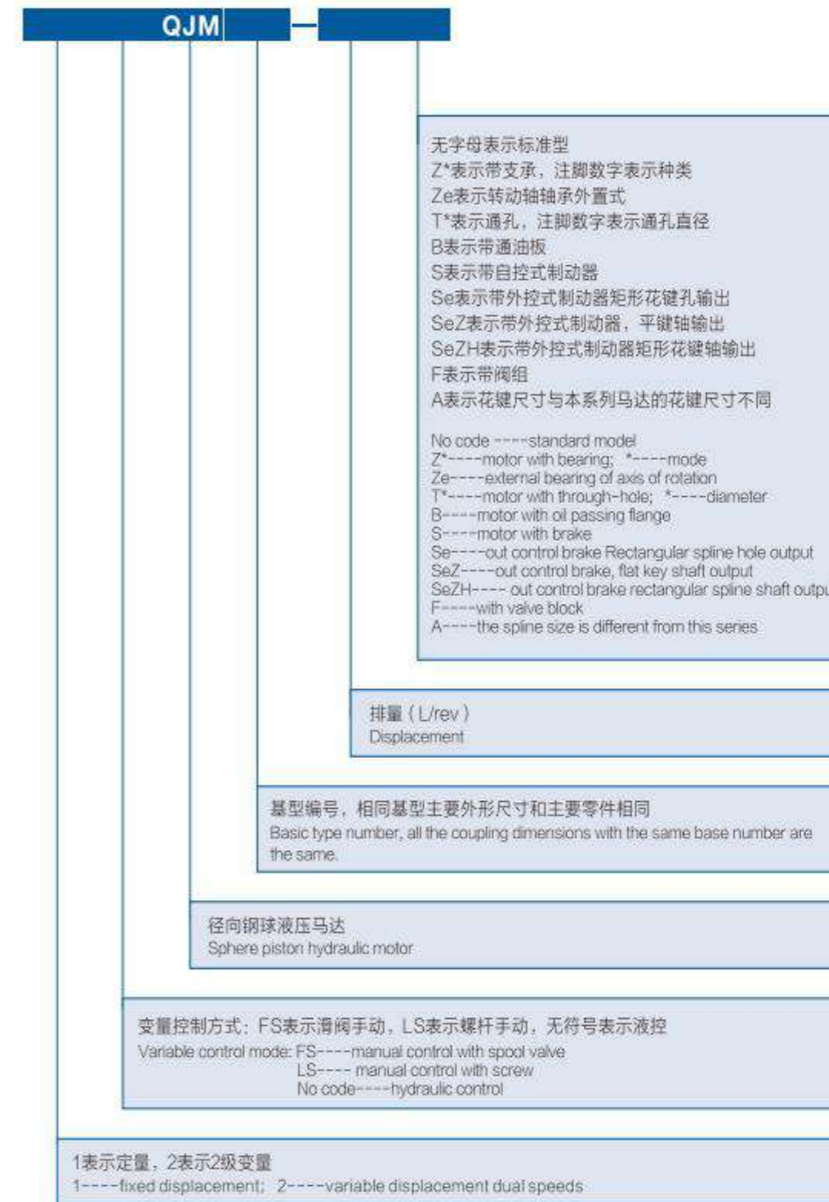 QJM
无字母表示标准型
Z*表示带支承，注脚数字表示种类
Ze表示转动轴轴承外置式
T*表示通孔，注脚数字表示通孔直径
B表示带通油板
S表示带自控式制动器
Se表示带外控式制动器矩形花键孔输出
SeZ表示带外控式制动器，平键轴输出
SeZH表示带外控式制动器矩形花键轴输出
F表示带阀组
A表示花键尺寸与本系列马达的花键尺寸不同
No code ----standard model
Z*----motor with bearing; *----mode
Ze----external bearing of axis of rotation
T*----motor with through-hole; *----diameter
B----motor with oil passing flange
S----motor with brake
Se----out control brake Rectangular spline hole output
SeZ----out control brake, flat key shaft output
SeZH---- out control brake rectangular spline shaft outpu
F----with valve block
A----the spline size is different from this series
排量（L/rev）
Displacement
基型编号，相同基型主要外形尺寸和主要零件相同
Basic type number, all the coupling dimensions with the same base number are
the same.
径向钢球液压马达
Sphere piston hydraulic motor
变量控制方式：FS表示滑阀手动，LS表示螺杆手动，无符号表示液控
Variable control mode: FS----manual control with spool valve
LS---- manual control with screw
No code----hydraulic control
1表示定量，2表示2级变量
1----fixed displacement; 2----variable displacement dual speeds